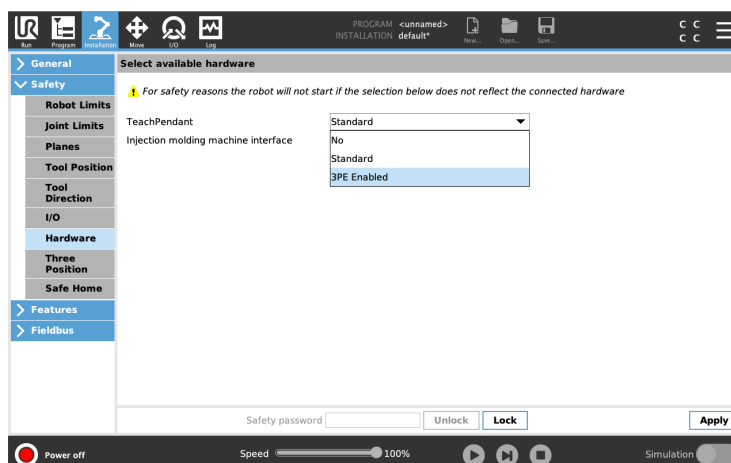 UR
PROGRAM <unnamed>
INSTALLATION default*
Run Program Installation Move I/O Log New... Open... Save...
C C
C C
General
Select available hardware
Safety
For safety reasons the robot will not start if the selection below does not reflect the connected hardware
Robot Limits
Joint Limits
TeachPendant Standard
Planes
Injection molding machine interface No
Standard
Tool Position
3PE Enabled
Tool
Direction
I/O
Hardware
Three
Position
Safe Home
Features
Fieldbus
Safety password Unlock Lock Apply
Power off Speed 100% Simulation